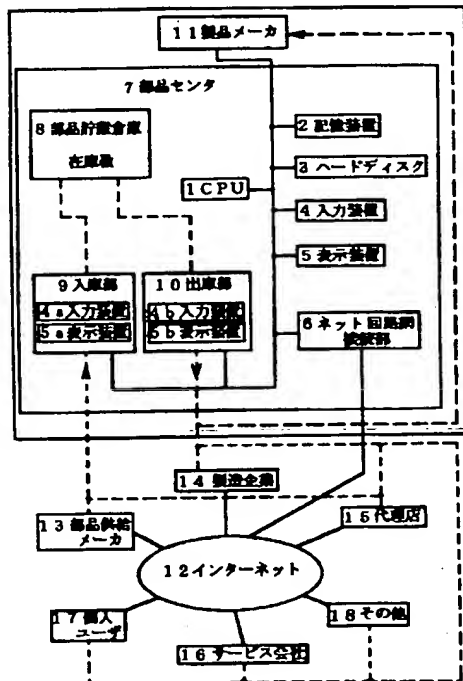 11製品メーカ
7部品センタ
8部品貯蔵倉庫
在庫数
2記憶装置
3ハードディスク
1CPU
4入力装置
5表示装置
9入庫部
4a入力装置
5a表示装置
10出庫部
4b入力装置
5b表示装置
6ネット回路網
接続部
14製造企業
13部品供給
メーカ
15代理店
12インターネット
17個人
ユーザ
18その他
16サービス会社